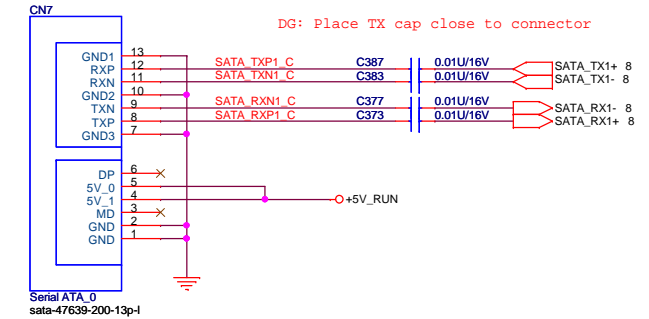 CN7
DG: Place TX cap close to connector
GND1 13
RXP 12 SATA_TXP1_C C387 0.01U/16V SATA_TX1+ 8
RXN 11 SATA_TXN1_C C383 0.01U/16V SATA_TX1- 8
GND2 10
TXN 9 SATA_RXN1_C C377 0.01U/16V SATA_RX1- 8
TXP 8 SATA_RXP1_C C373 0.01U/16V SATA_RX1+ 8
GND3 7
DP 6
5V_0 5
5V_1 4 +5V_RUN
MD 3
GND 2
GND 1
Serial ATA_0
sata-47639-200-13p-l